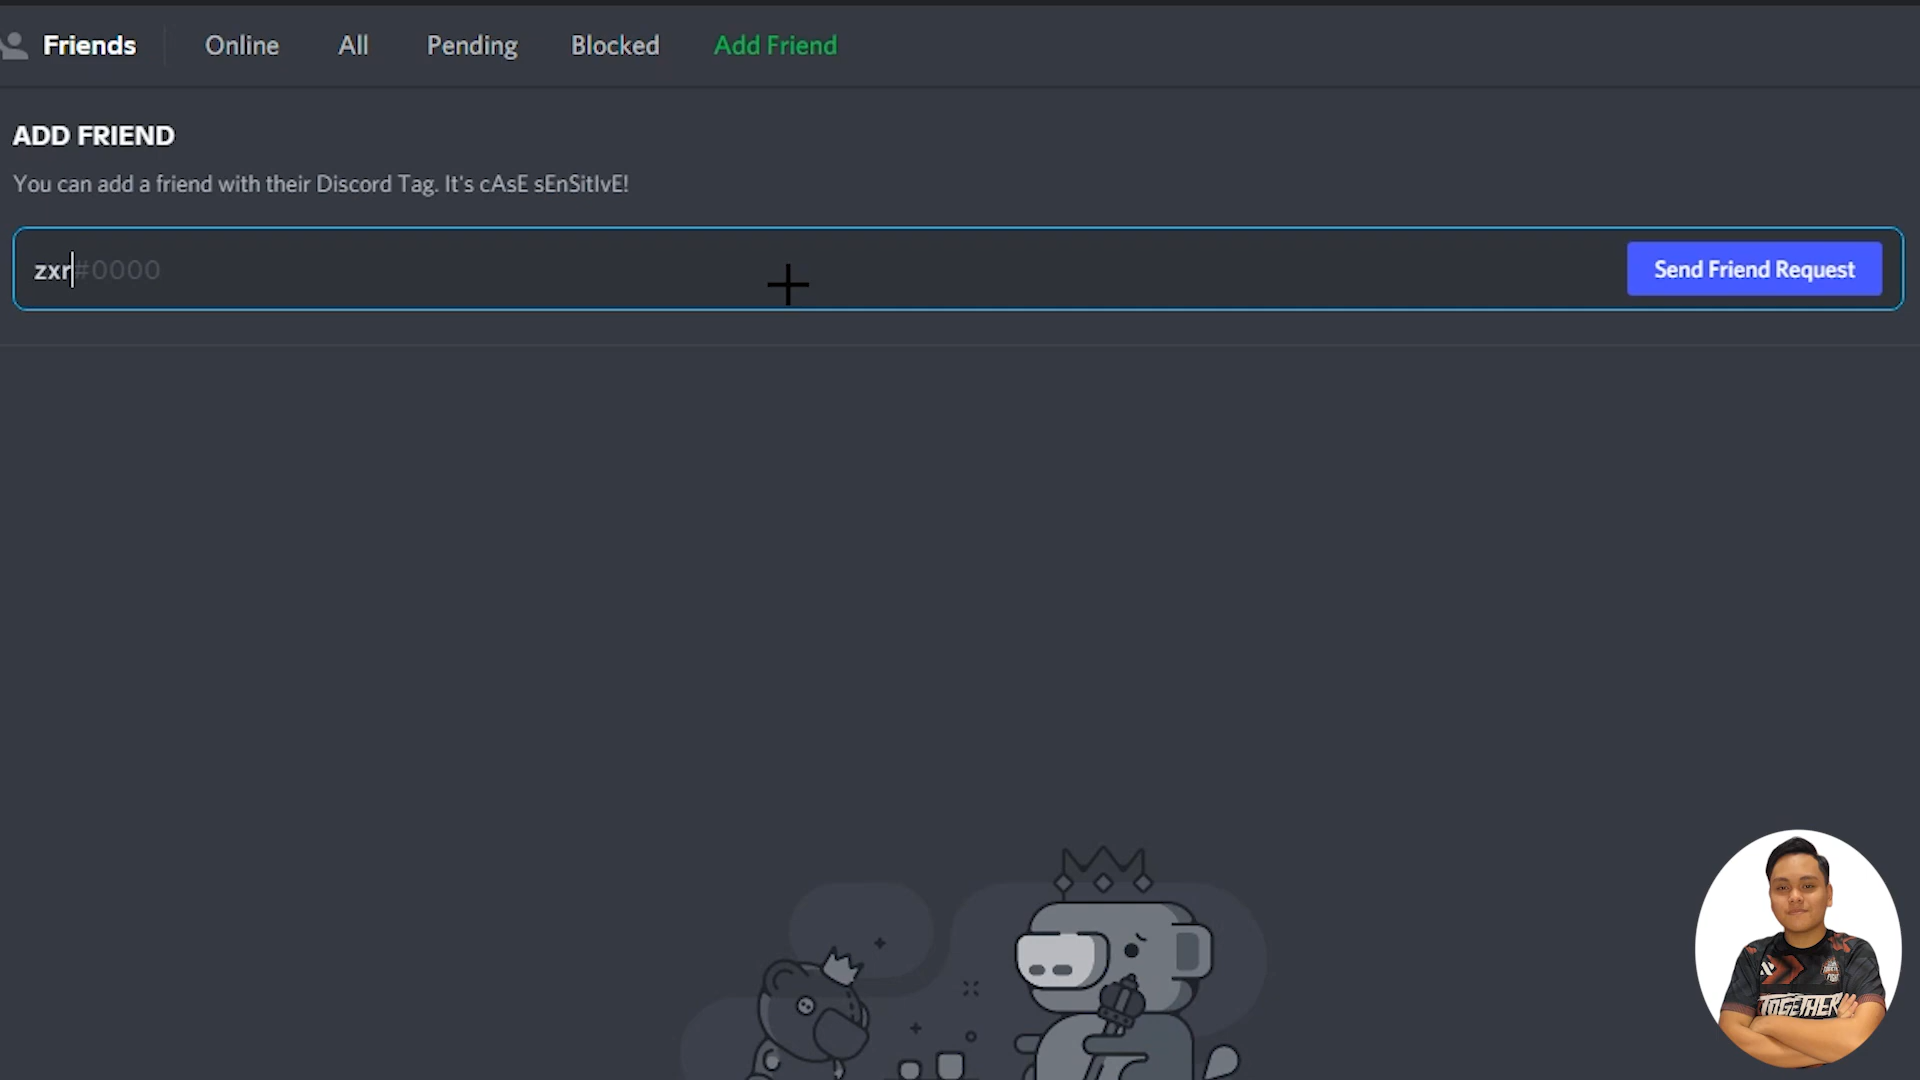 Friends Online All Pending Blocked Add Friend
ADD FRIEND
You can add a friend with their Discord Tag. It's cAsE sEnSitIvE!
zxr#0000 Send Friend Request
TOGETHER